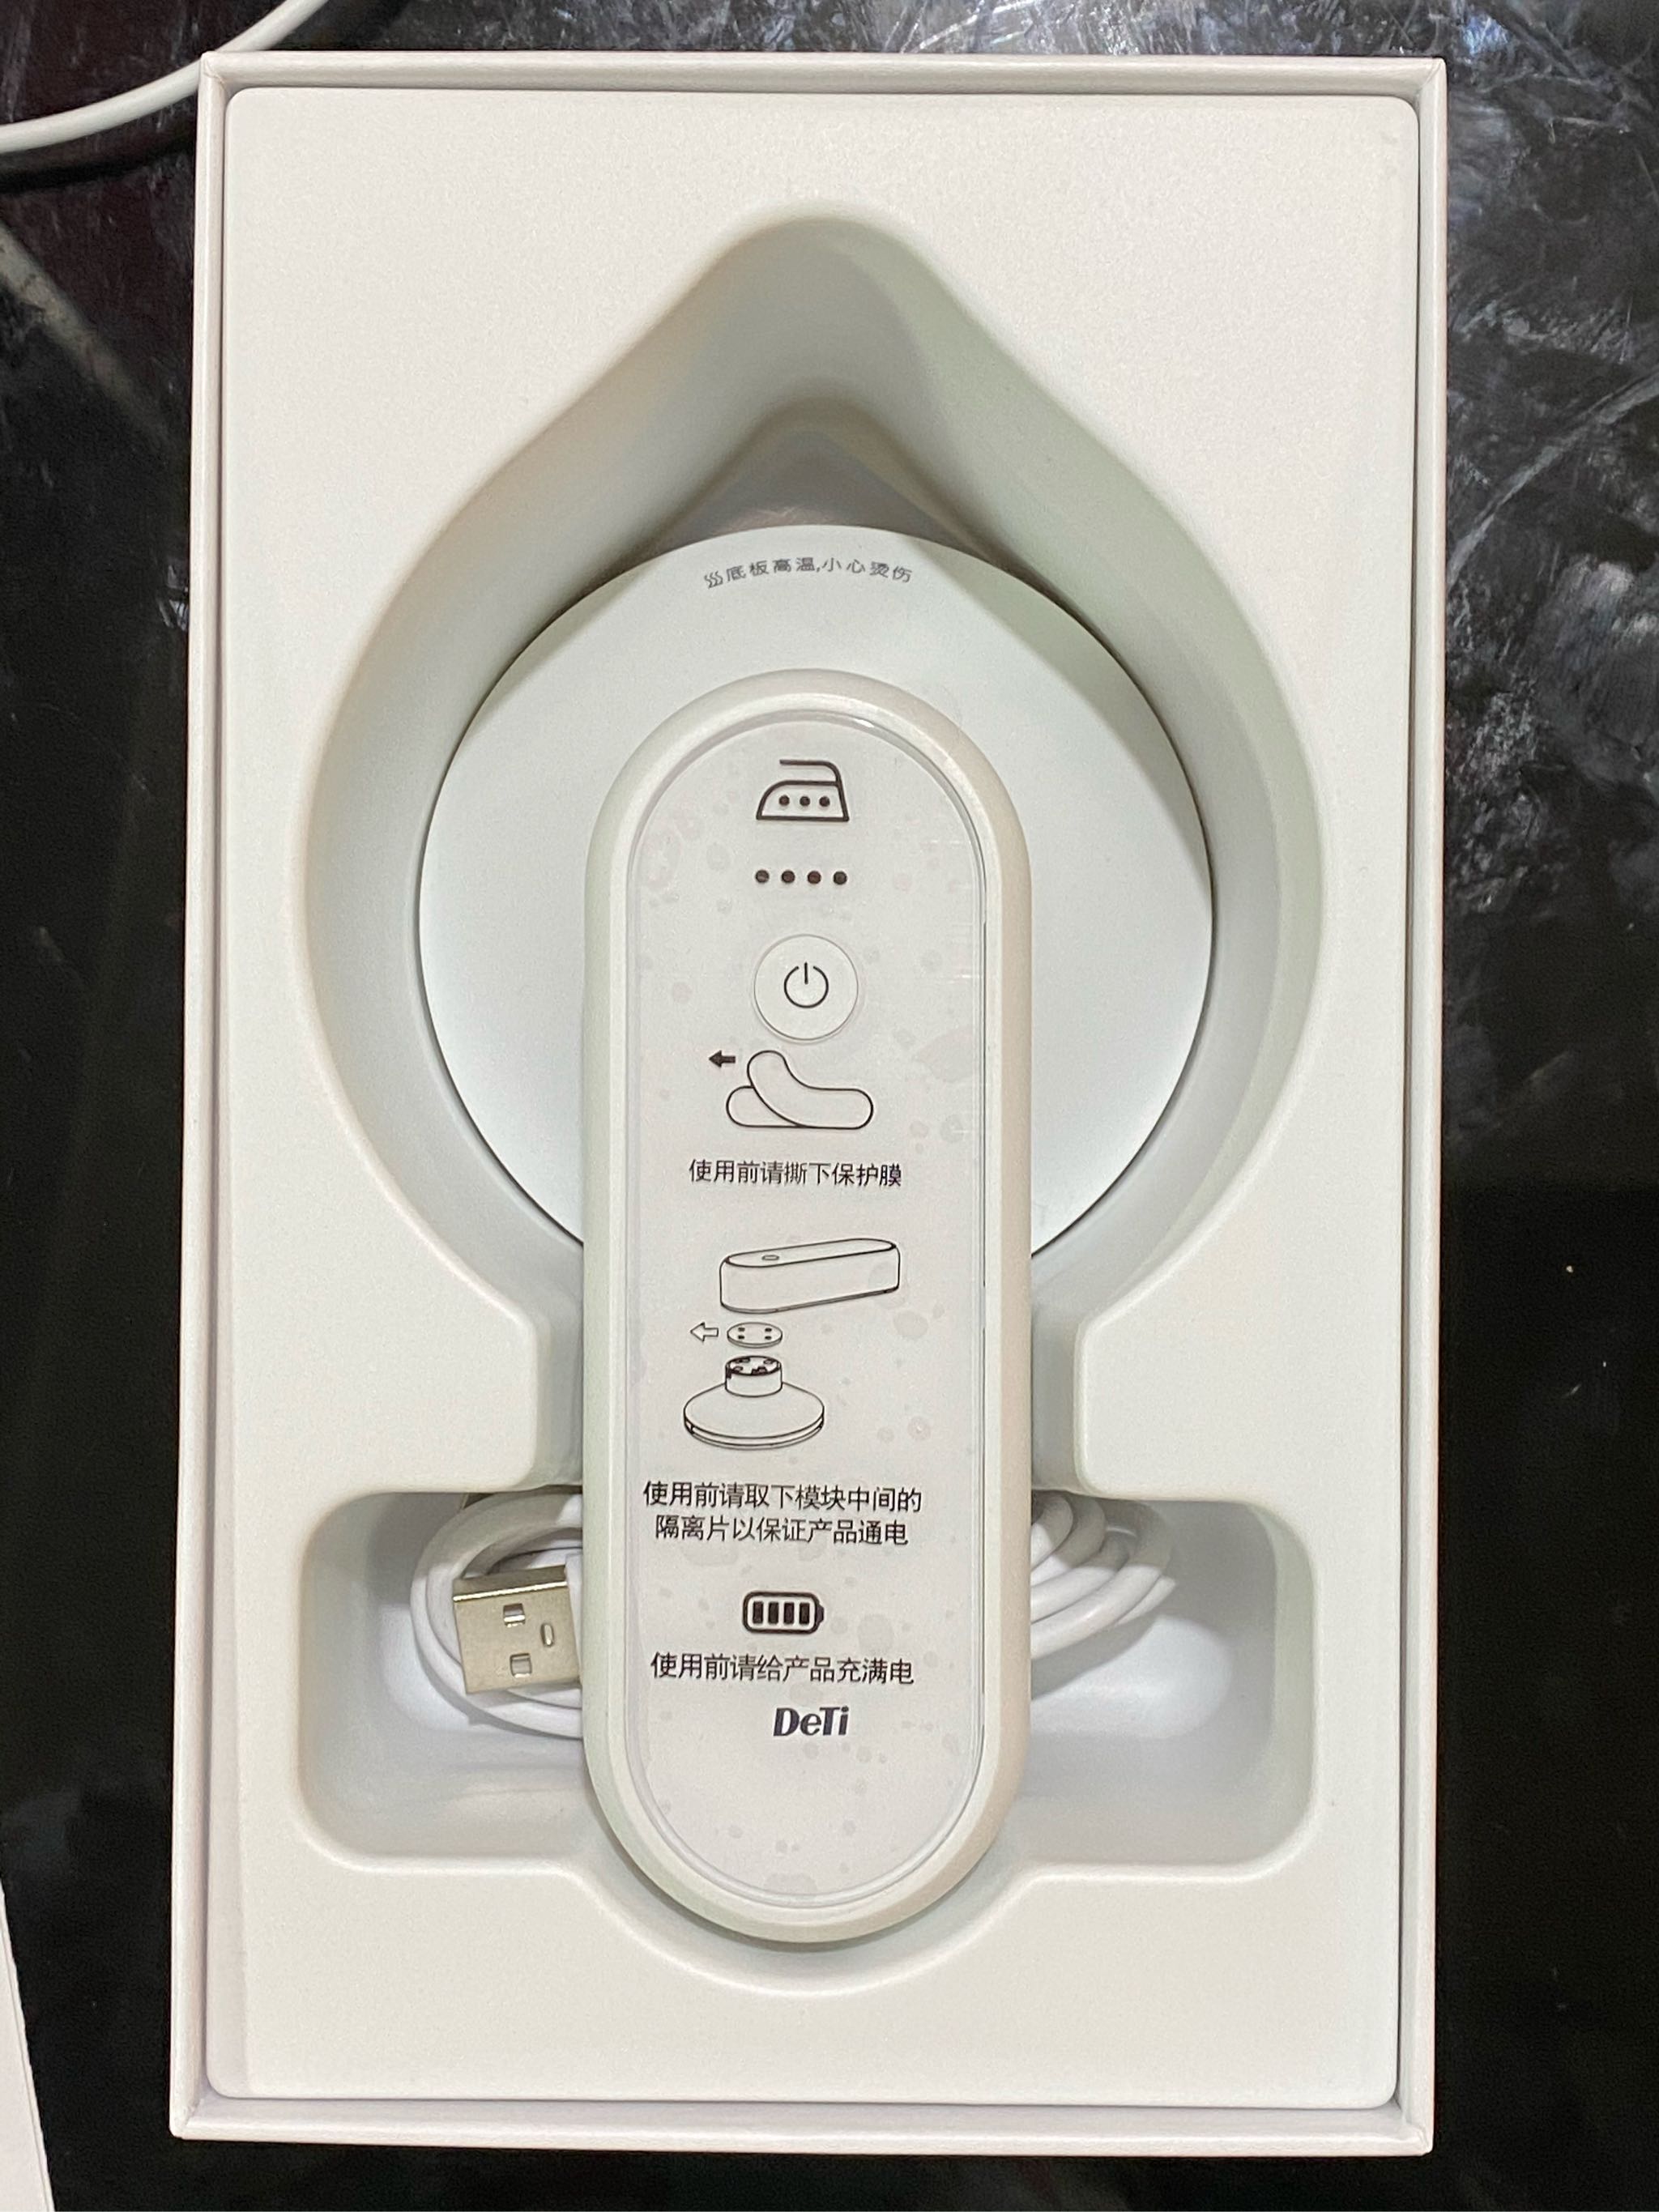 底板高温,小心烫伤
使用前请撕下保护膜
使用前请取下模块中间的
隔离片以保证产品通电
使用前请给产品充满电
DeTi